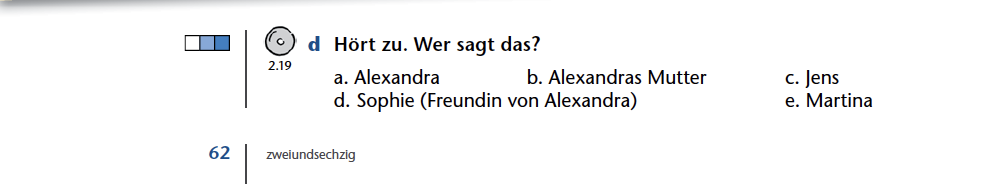 d Hört zu. Wer sagt das?
2.19
a. Alexandra b. Alexandras Mutter c. Jens
d. Sophie (Freundin von Alexandra) e. Martina
62 zweiundsechzig